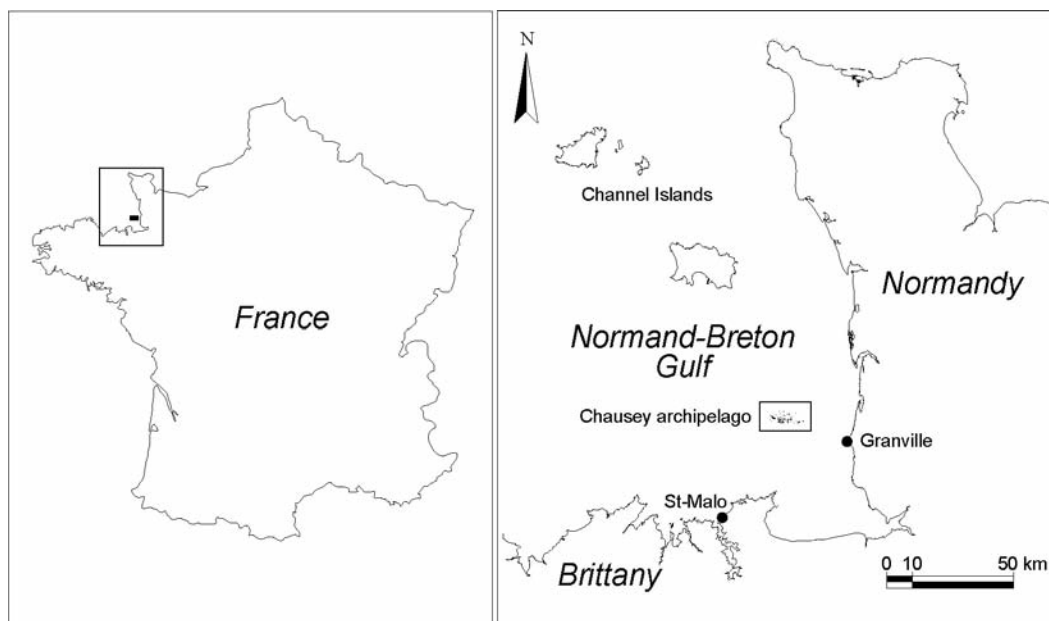 France
N
Channel Islands
Normandy
Normand-Breton
Gulf
Chausey archipelago
Granville
St-Malo
Brittany
0 10 50 km